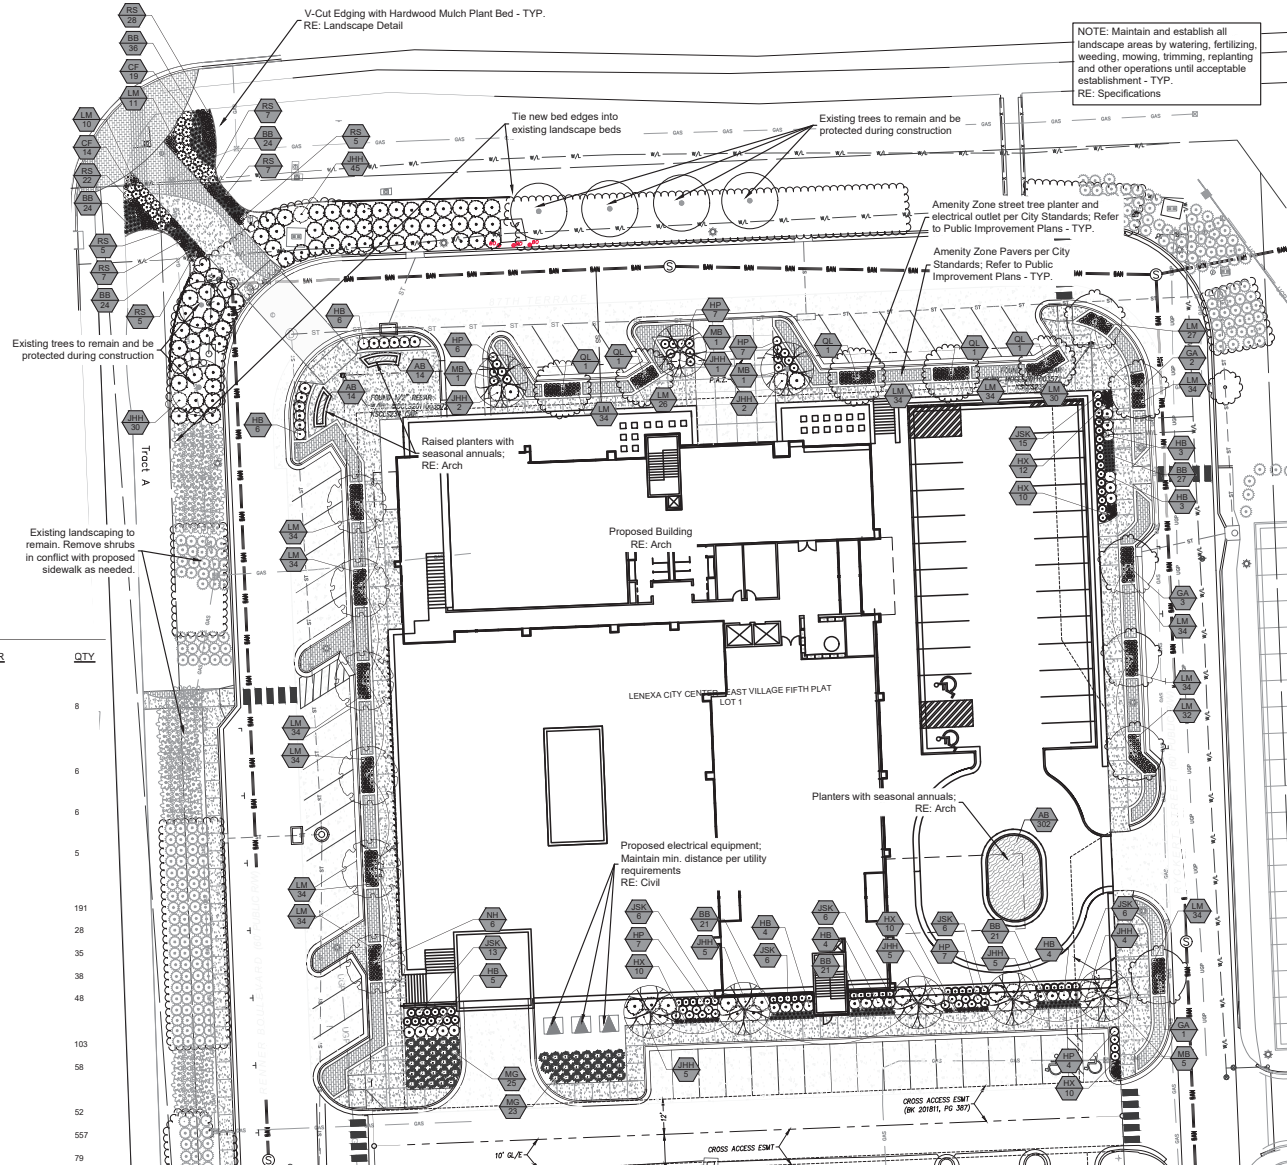 V-Cut Edging with Hardwood Mulch Plant Bed - TYP.
RE: Landscape Detail
NOTE: Maintain and establish all
landscape areas by watering, fertilizing,
weeding, mowing, trimming, replanting
and other operations until acceptable
establishment - TYP.
RE: Specifications
RS
28
BB
36
CF
19
LM
11
LM
10
CF
14
RS
22
BB
24
RS
7
BB
24
RS
7
RS
5
JHH
45
Tie new bed edges into
existing landscape beds
Existing trees to remain and be
protected during construction
Amenity Zone street tree planter and
electrical outlet per City Standards; Refer
to Public Improvement Plans - TYP.
Amenity Zone Pavers per City
Standards; Refer to Public
Improvement Plans - TYP.
RS
5
RS
7
BB
24
RS
5
Existing trees to remain and be
protected during construction
JHH
30
Tract A
HB
6
HB
6
AB
14
AB
14
HP
6
MB
1
JHH
2
QL
1
QL
1
LM
34
LM
26
HP
7
MB
1
JHH
1
HP
7
MB
1
JHH
2
QL
1
QL
1
QL
1
LM
34
LM
34
LM
30
LM
27
GA
2
LM
34
Raised planters with
seasonal annuals;
RE: Arch
JSK
15
HX
12
HX
10
HB
3
BB
27
HB
3
Existing landscaping to
remain. Remove shrubs
in conflict with proposed
sidewalk as needed.
LM
34
LM
34
Proposed Building
RE: Arch
GA
3
LM
34
LM
34
LM
32
R
QTY
8
6
6
5
191
28
35
38
48
103
58
52
557
79
LENEXA CITY CENTER EAST VILLAGE FIFTH PLAT
LOT 1
LM
34
LM
34
Planters with seasonal annuals;
RE: Arch
AB
302
Proposed electrical equipment;
Maintain min. distance per utility
requirements
RE: Civil
LM
34
LM
34
NH
6
JSK
13
HB
5
JSK
6
HP
7
HX
10
BB
21
JHH
5
HB
4
JSK
6
JSK
6
HB
4
BB
21
HX
10
JHH
5
JSK
6
HP
7
BB
21
JHH
5
HB
4
JSK
6
JHH
4
LM
34
GA
1
MB
5
HP
4
HX
10
JHH
5
MG
25
MG
23
CROSS ACCESS ESMT
(BK 201811, PG 387)
12'
CROSS ACCESS ESMT
10' GL/E